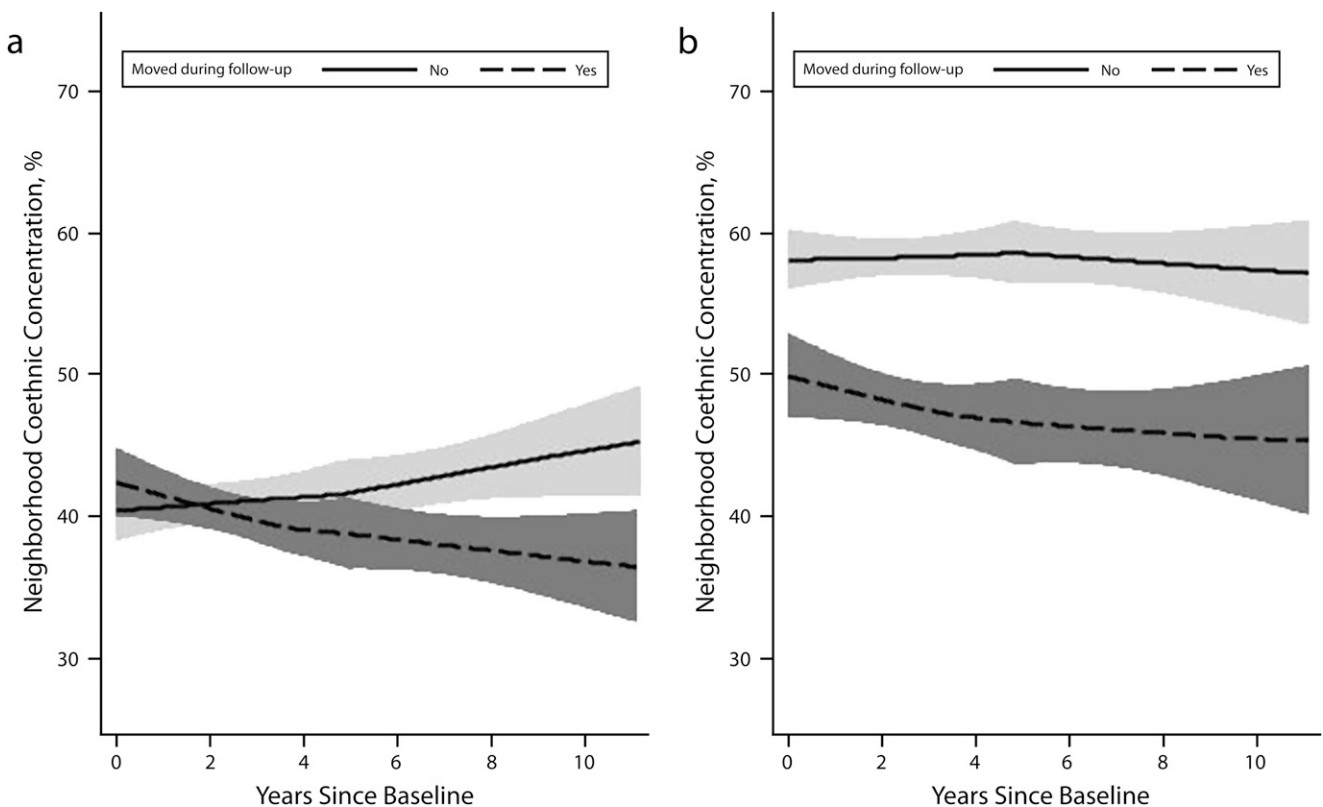 a
Moved during follow-up No Yes
Neighborhood Coethnic Concentration, %
70
60
50
40
30
0 2 4 6 8 10
Years Since Baseline
b
Moved during follow-up No Yes
Neighborhood Coethnic Concentration, %
70
60
50
40
30
0 2 4 6 8 10
Years Since Baseline